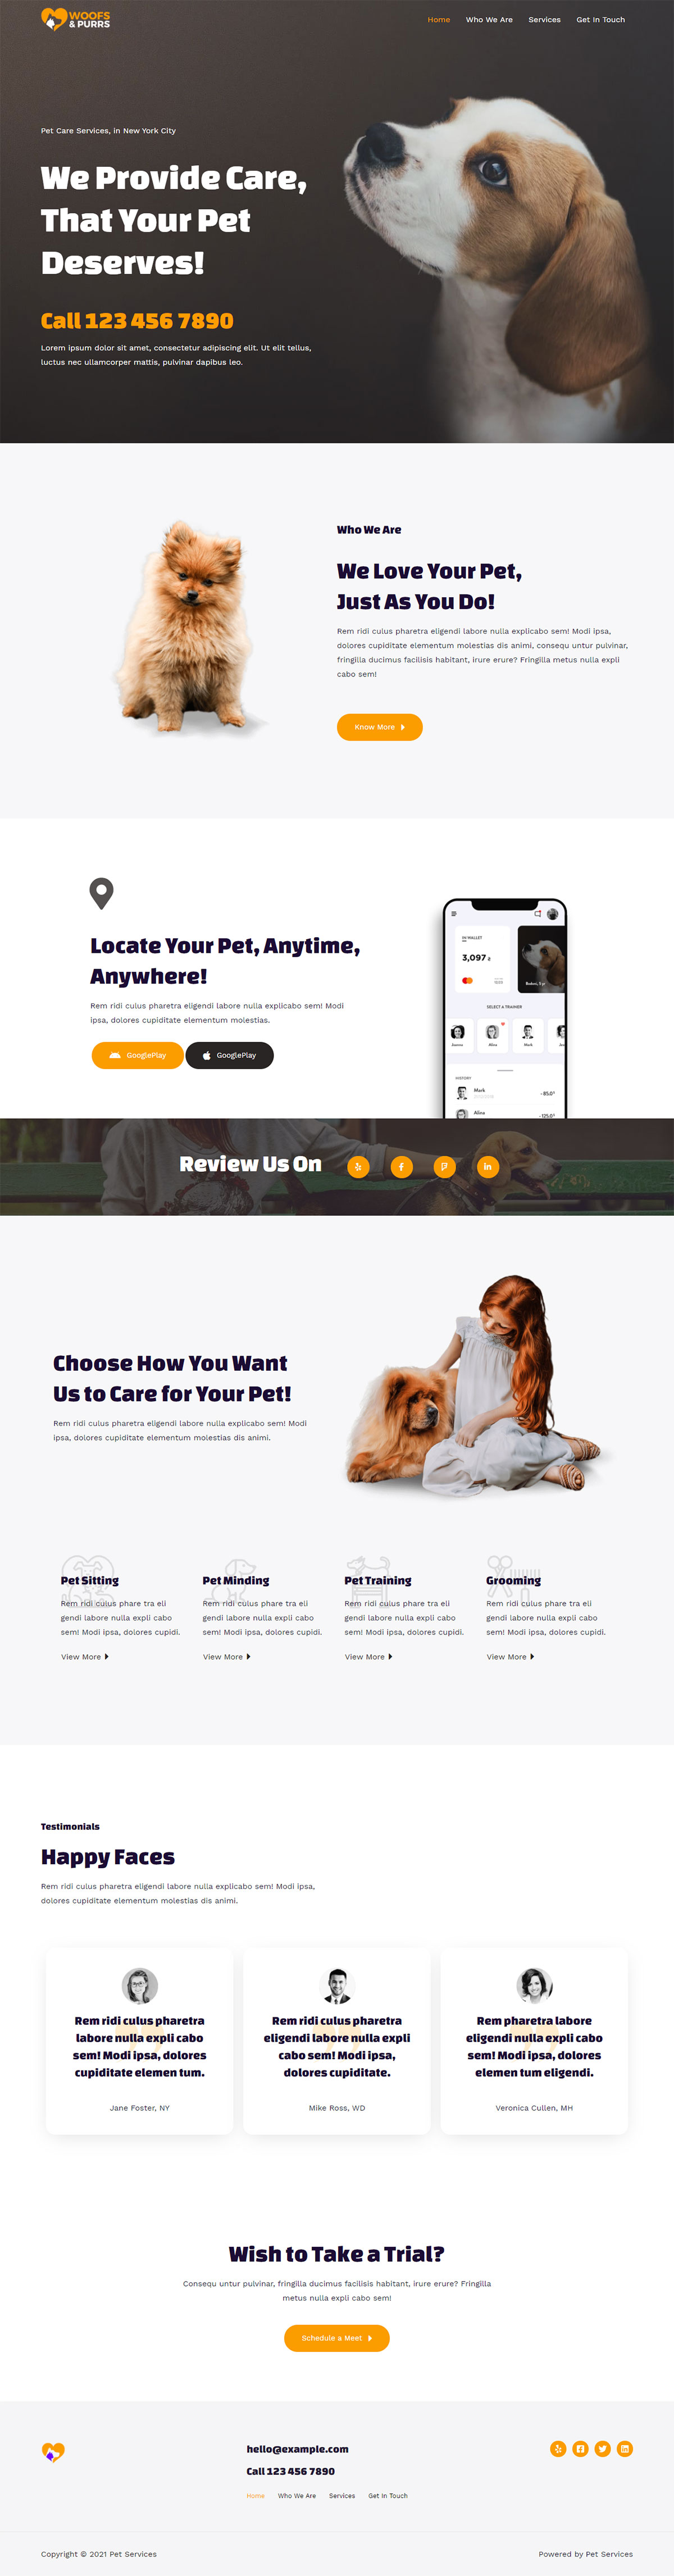 WOOFS
& PURRS
Home Who We Are Services Get In Touch
Pet Care Services, in New York City
We Provide Care,
That Your Pet
Deserves!
Call 123 456 7890
Lorem ipsum dolor sit amet, consectetur adipiscing elit. Ut elit tellus,
luctus nec ullamcorper mattis, pulvinar dapibus leo.
Who We Are
We Love Your Pet,
Just As You Do!
Rem ridi culus pharetra eligendi labore nulla explicabo sem! Modi ipsa,
dolores cupiditate elementum molestias dis animi, consequ untur pulvinar,
fringilla ducimus facilisis habitant, irure erure? Fringilla metus nulla expli
cabo sem!
Know More
Locate Your Pet, Anytime,
Anywhere!
Rem ridi culus pharetra eligendi labore nulla explicabo sem! Modi
ipsa, dolores cupiditate elementum molestias.
GooglePlay
GooglePlay
IN WALLET
3,097
SELECT A TRAINER
Alina
Mark
HISTORY
Mark
-85.0
Alina
-125.0
Review Us On
Choose How You Want
Us to Care for Your Pet!
Rem ridi culus pharetra eligendi labore nulla explicabo sem! Modi
ipsa, dolores cupiditate elementum molestias dis animi.
Pet Sitting
Rem ridi culus phare tra eli
gendi labore nulla expli cabo
sem! Modi ipsa, dolores cupidi.
View More
Pet Minding
Rem ridi culus phare tra eli
gendi labore nulla expli cabo
sem! Modi ipsa, dolores cupidi.
View More
Pet Training
Rem ridi culus phare tra eli
gendi labore nulla expli cabo
sem! Modi ipsa, dolores cupidi.
View More
Grooming
Rem ridi culus phare tra eli
gendi labore nulla expli cabo
sem! Modi ipsa, dolores cupidi.
View More
Testimonials
Happy Faces
Rem ridi culus pharetra eligendi labore nulla explicabo sem! Modi ipsa,
dolores cupiditate elementum molestias dis animi.
Rem ridi culus pharetra
labore nulla expli cabo
sem! Modi ipsa, dolores
cupiditate elemen tum.
Jane Foster, NY
Rem ridi culus pharetra
eligendi labore nulla expli
cabo sem! Modi ipsa,
dolores cupiditate.
Mike Ross, WD
Rem pharetra labore
eligendi nulla expli cabo
sem! Modi ipsa, dolores
elemen tum eligendi.
Veronica Cullen, MH
Wish to Take a Trial?
Consequ untur pulvinar, fringilla ducimus facilisis habitant, irure erure? Fringilla
metus nulla expli cabo sem!
Schedule a Meet
hello@example.com
Call 123 456 7890
Home Who We Are Services Get In Touch
Copyright © 2021 Pet Services
Powered by Pet Services